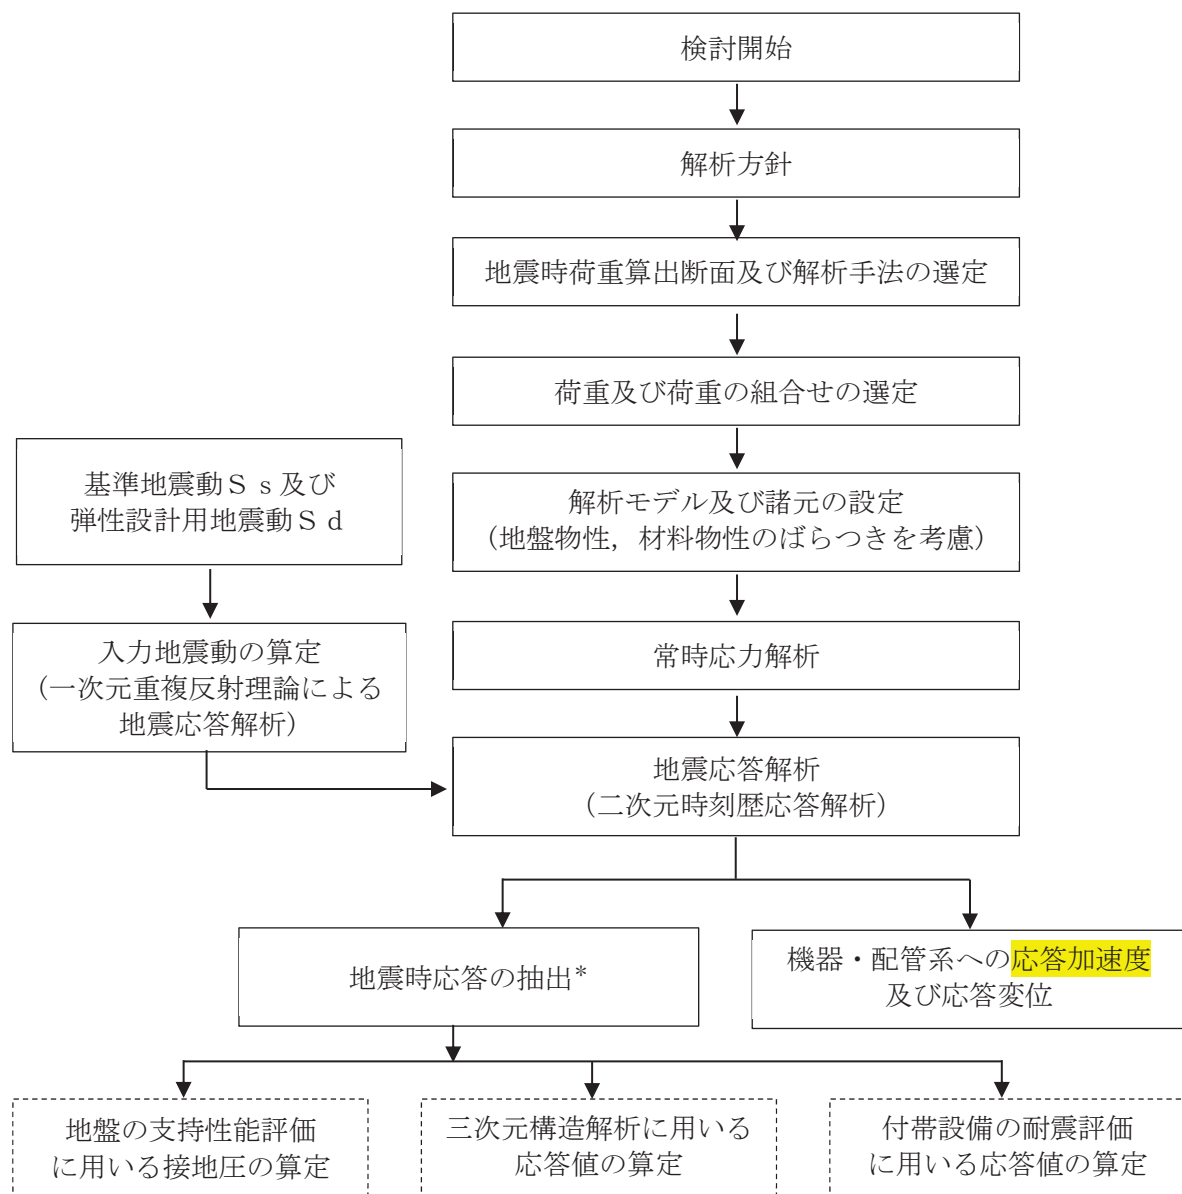 検討開始
解析方針
地震時荷重算出断面及び解析手法の選定
荷重及び荷重の組合せの選定
基準地震動Ｓｓ及び
弾性設計用地震動Ｓｄ
解析モデル及び諸元の設定
（地盤物性，材料物性のばらつきを考慮）
入力地震動の算定
（一次元重複反射理論による
地震応答解析）
常時応力解析
地震応答解析
（二次元時刻歴応答解析）
地震時応答の抽出*
機器・配管系への応答加速度
及び応答変位
地盤の支持性能評価
に用いる接地圧の算定
三次元構造解析に用いる
応答値の算定
付帯設備の耐震評価
に用いる応答値の算定